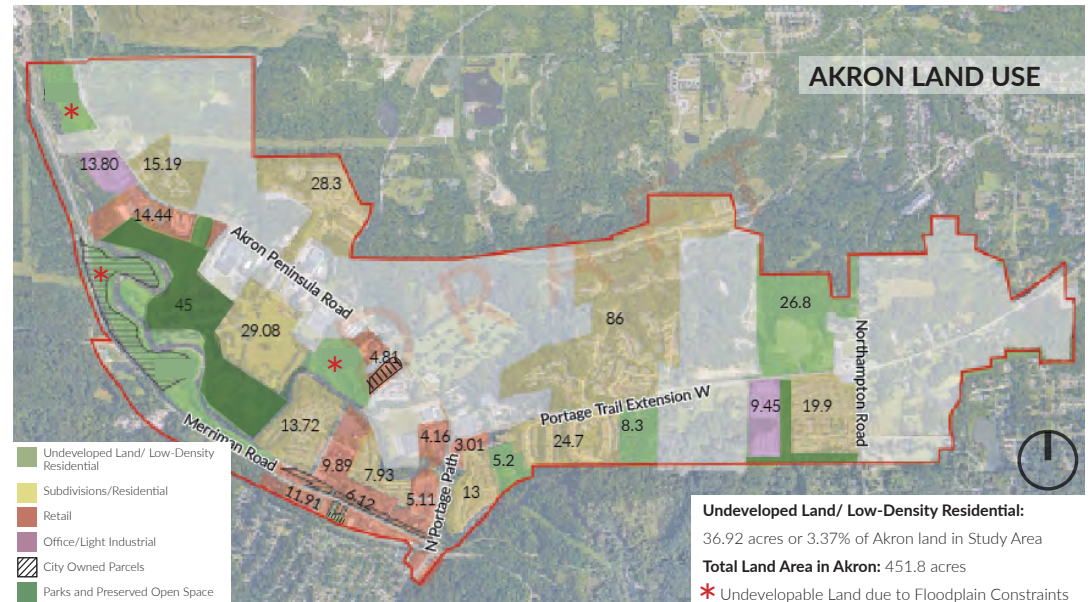 AKRON LAND USE
13.80
15.19
28.3
14.44
Akron Peninsula Road
45
29.08
86
26.8
4.81
Northampton Road
Portage Trail Extension W
9.45
19.9
8.3
24.7
13.72
4.16
3.01
5.2
Merriman Road
9.89
7.93
13
11.91
6.12
5.11
N Portage Path
DRAFT
Undeveloped Land/ Low-Density
Residential
Subdivisions/Residential
Retail
Office/Light Industrial
City Owned Parcels
Parks and Preserved Open Space
Undeveloped Land/ Low-Density Residential:
36.92 acres or 3.37% of Akron land in Study Area
Total Land Area in Akron: 451.8 acres
* Undevelopable Land due to Floodplain Constraints